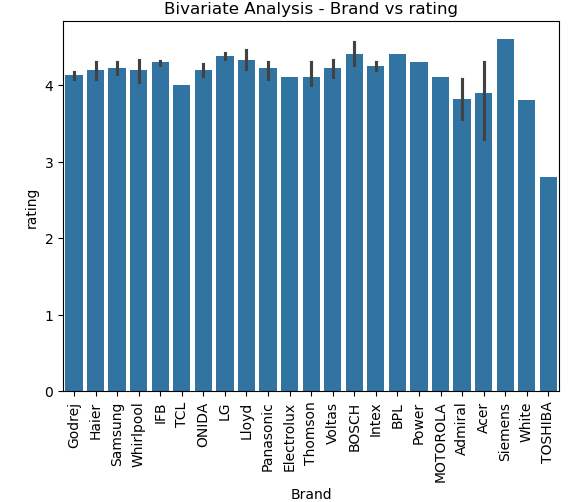 Bivariate Analysis - Brand vs rating
rating
4
3
2
1
0
Godrej
Haier
Samsung
Whirlpool
IFB
TCL
ONIDA
LG
Lloyd
Panasonic
Electrolux
Thomson
Voltas
BOSCH
Intex
BPL
Power
MOTOROLA
Admiral
Acer
Siemens
White
TOSHIBA
Brand